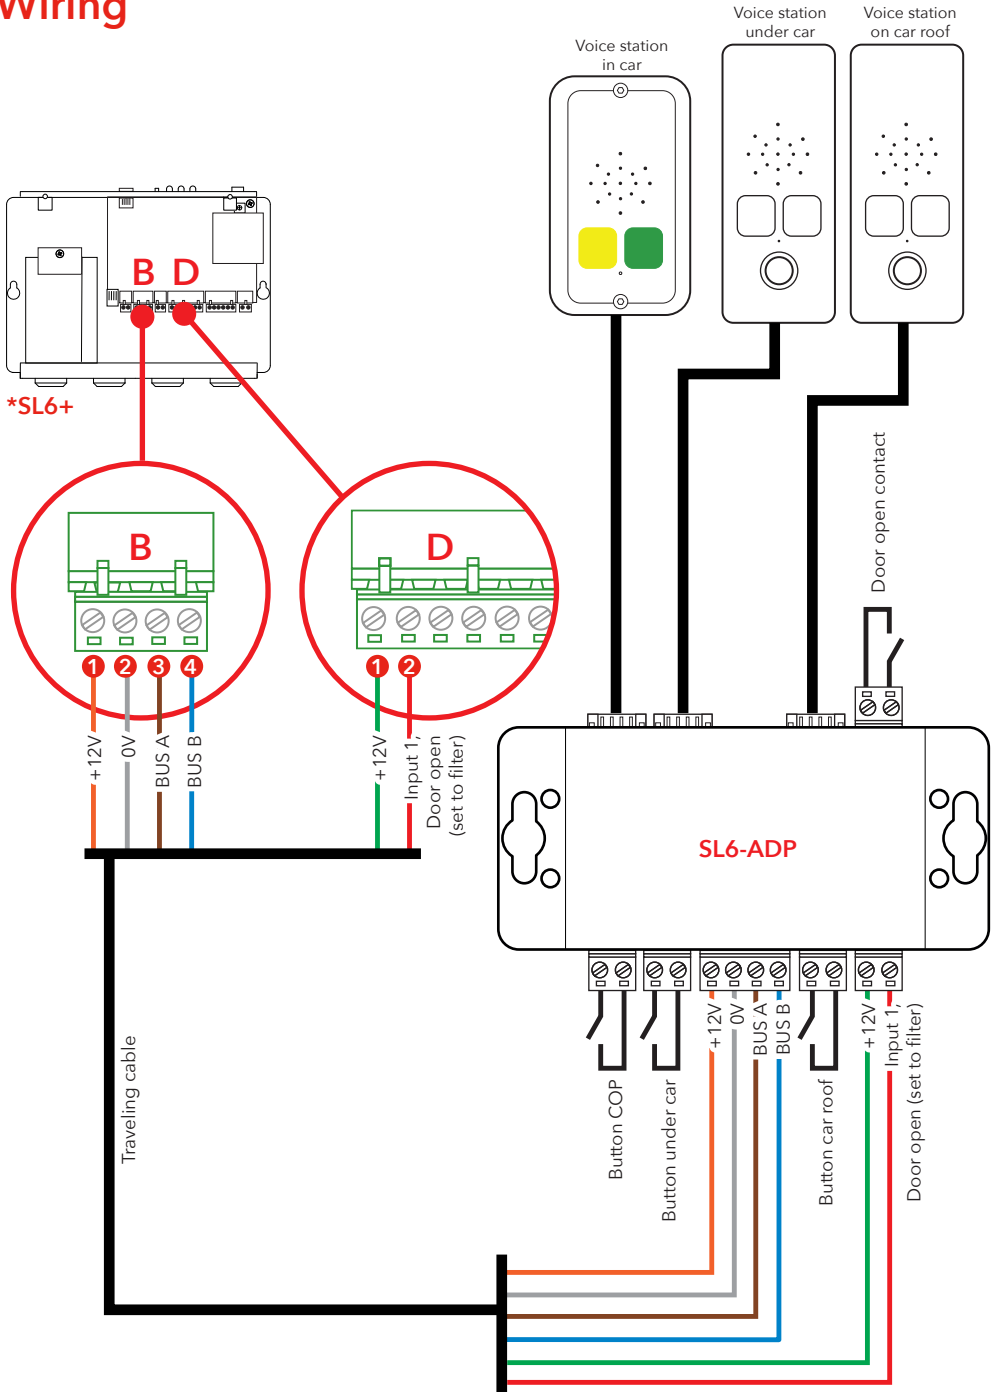 Wiring
Voice station
in car
Voice station
under car
Voice station
on car roof
B D
*SL6+
B
D
1 2 3 4
1 2
+12V
0V
BUS A
BUS B
+12V
Input 1,
Door open
(set to filter)
Door open contact
SL6-ADP
Traveling cable
Button COP
Button under car
+12V
0V
BUS A
BUS B
Button car roof
+12V
Input 1,
Door open (set to filter)